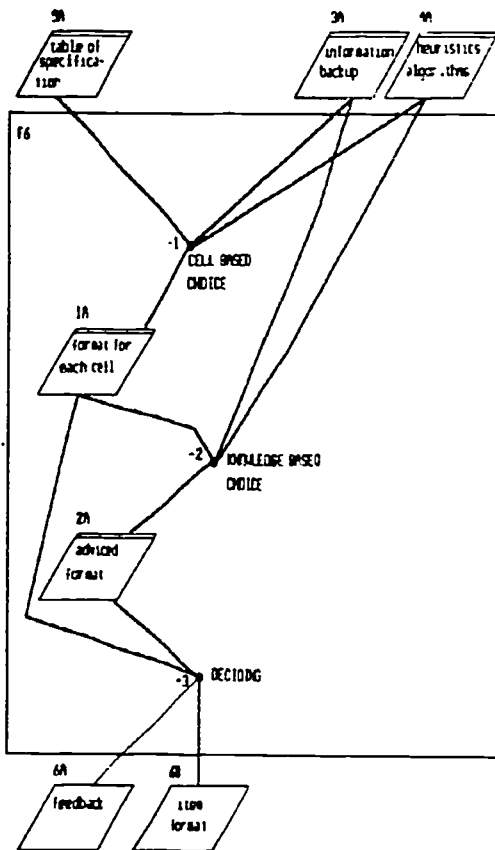 9A
3A
4A
table of
specifica-
tion
information
backup
heuristics
algorithms
F6
-1
CELL BASED
CHOICE
1A
format for
each cell
-2
KNOWLEDGE BASED
CHOICE
2A
adviced
format
-3
DECIDING
6A
6B
feedback
item
format